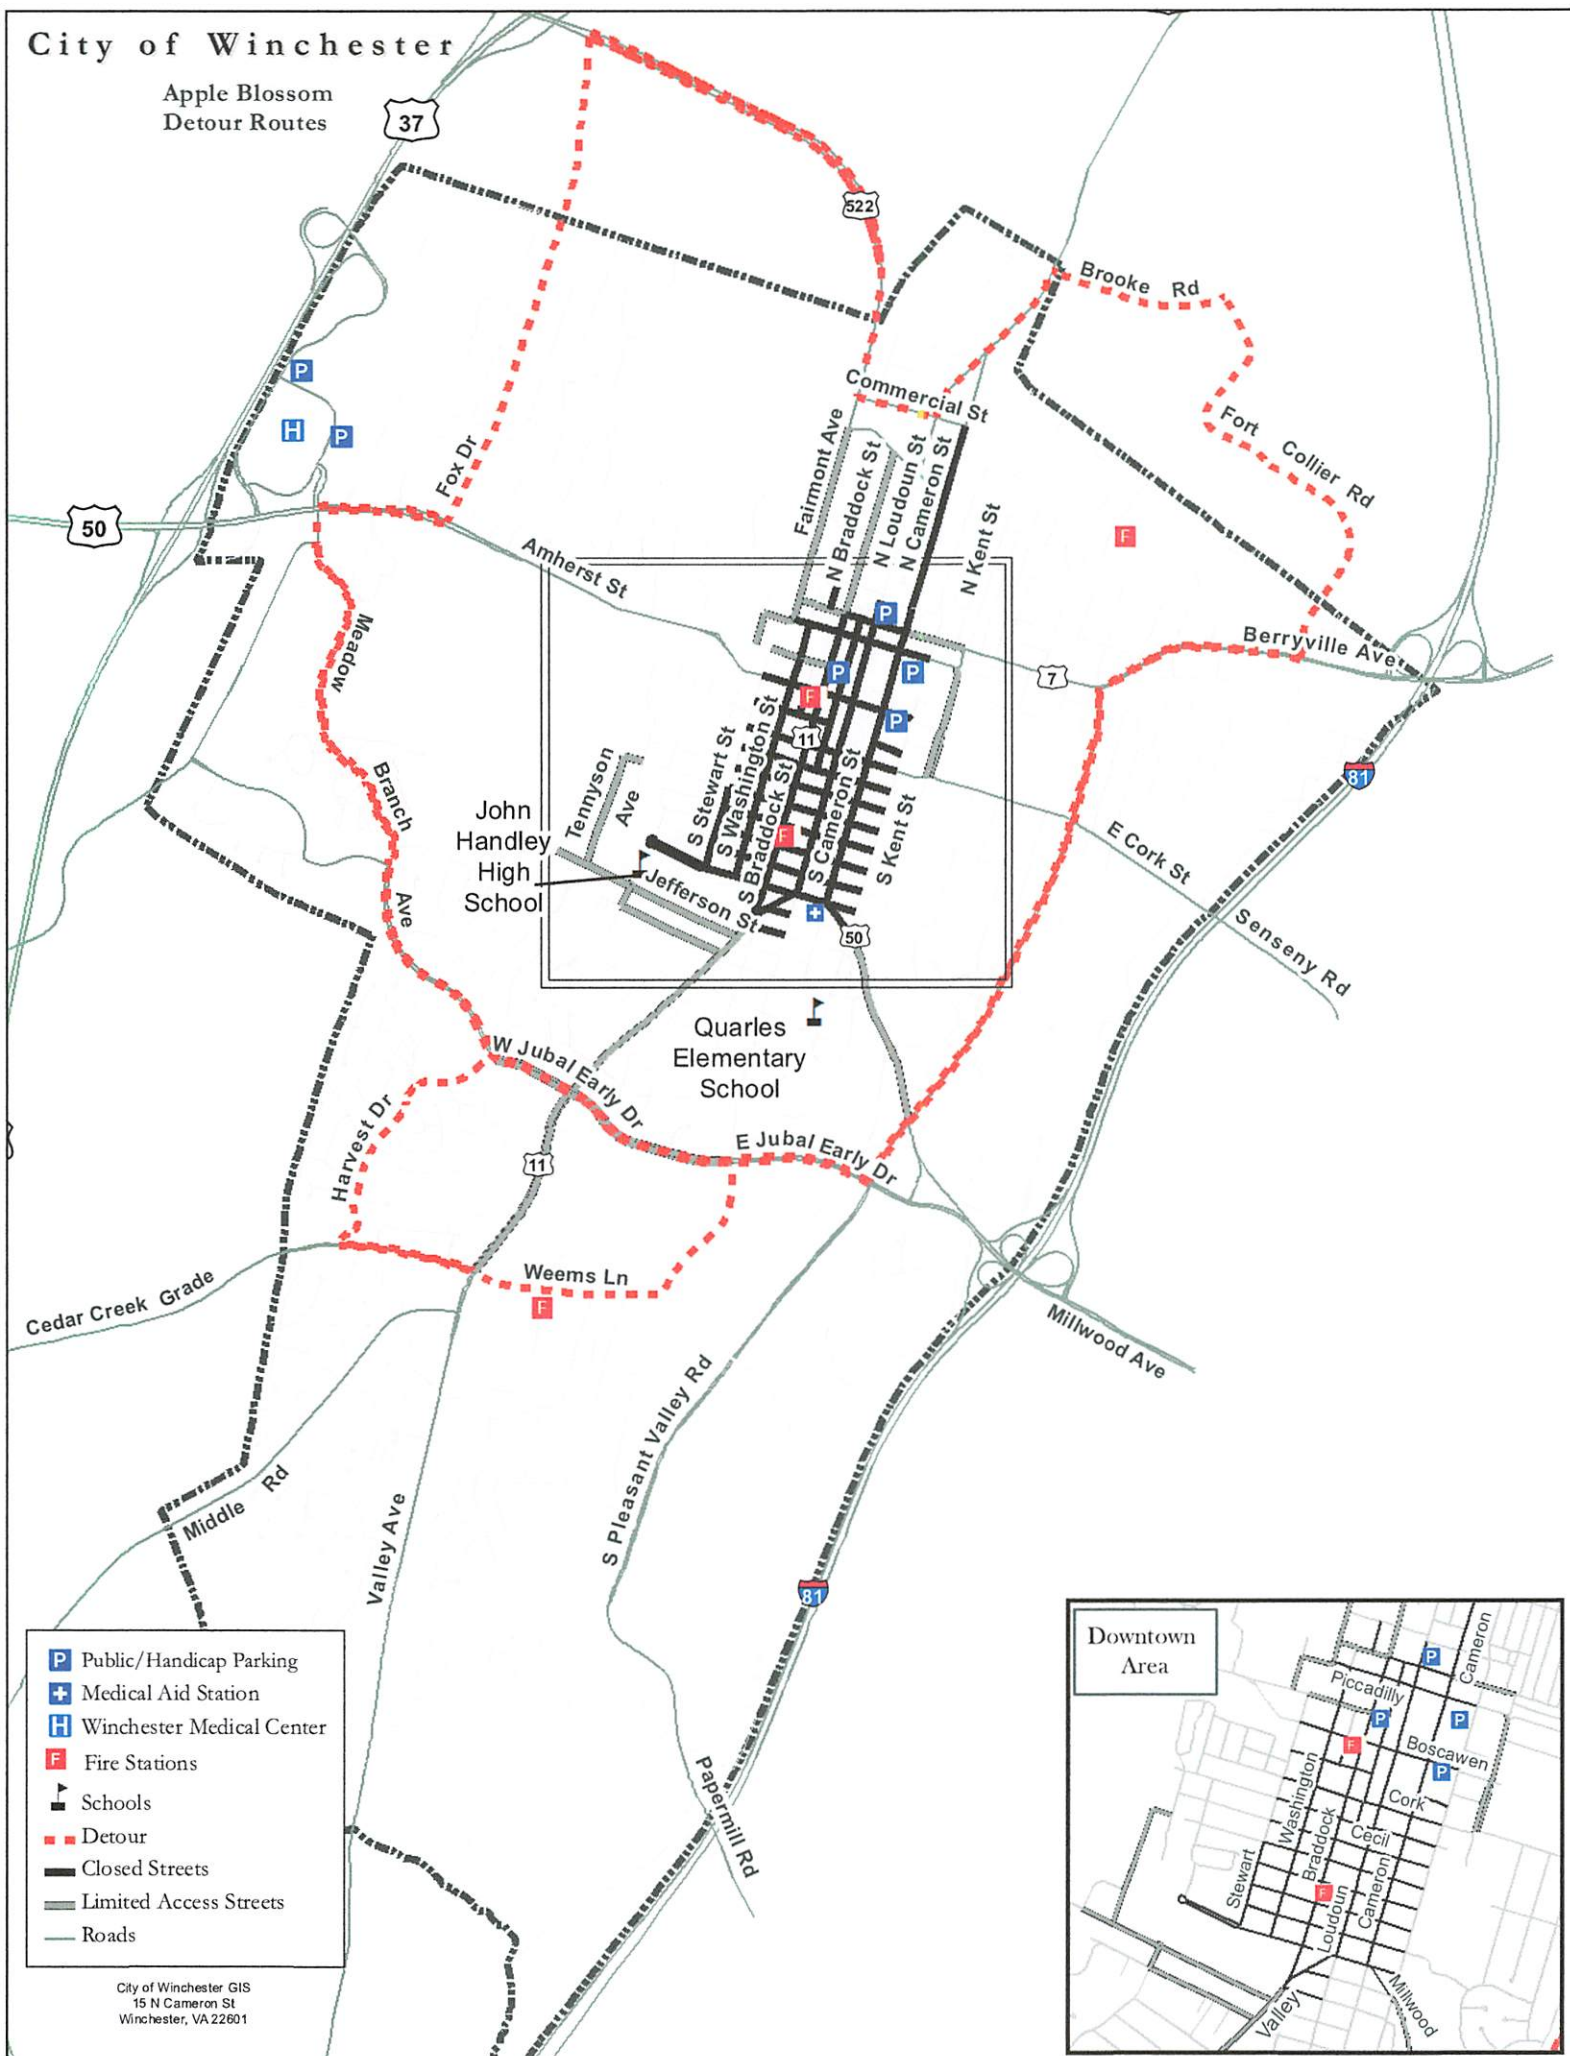 City of Winchester
Apple Blossom
Detour Routes
37
522
Brooke Rd
Commercial St
Fort Collier Rd
Fox Dr
Fairmont Ave
N Braddock St
N Loudoun St
N Cameron St
N Kent St
P
H
P
50
F
Amherst St
P
Berryville Ave
7
Meadow
Branch
Ave
P
P
F
P
11
81
S Stewart St
S Washington St
S Braddock St
S Cameron St
S Kent St
Tennyson
Ave
F
John
Handley
High
School
Jefferson St
50
E Cork St
Senseny Rd
Quarles
Elementary
School
W Jubal Early Dr
E Jubal Early Dr
Harvest Dr
11
Weems Ln
F
Cedar Creek Grade
Millwood Ave
S Pleasant Valley Rd
Middle Rd
Valley Ave
81
Papermill Rd
P Public/Handicap Parking
Medical Aid Station
H Winchester Medical Center
F Fire Stations
Schools
Detour
Closed Streets
Limited Access Streets
Roads
City of Winchester GIS
15 N Cameron St
Winchester, VA 22601
Downtown
Area
Cameron
P
Piccadilly
P
P
F
Boscawen
P
Washington
Cork
Braddock
Cecil
Stewart
F
Loudoun
Cameron
Valley
Millwood